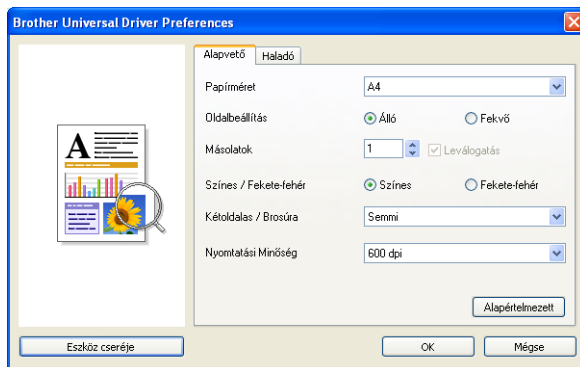 Brother Universal Driver Preferences
Alapvető Haladó
Papírméret A4
Oldalbeállítás Álló Fekvő
Másolatok 1 Leválogatás
Színes / Fekete-fehér Színes Fekete-fehér
Kétoldalas / Brosúra Semmi
Nyomtatási Minőség 600 dpi
Alapértelmezett
Eszköz cseréje OK Mégse
A